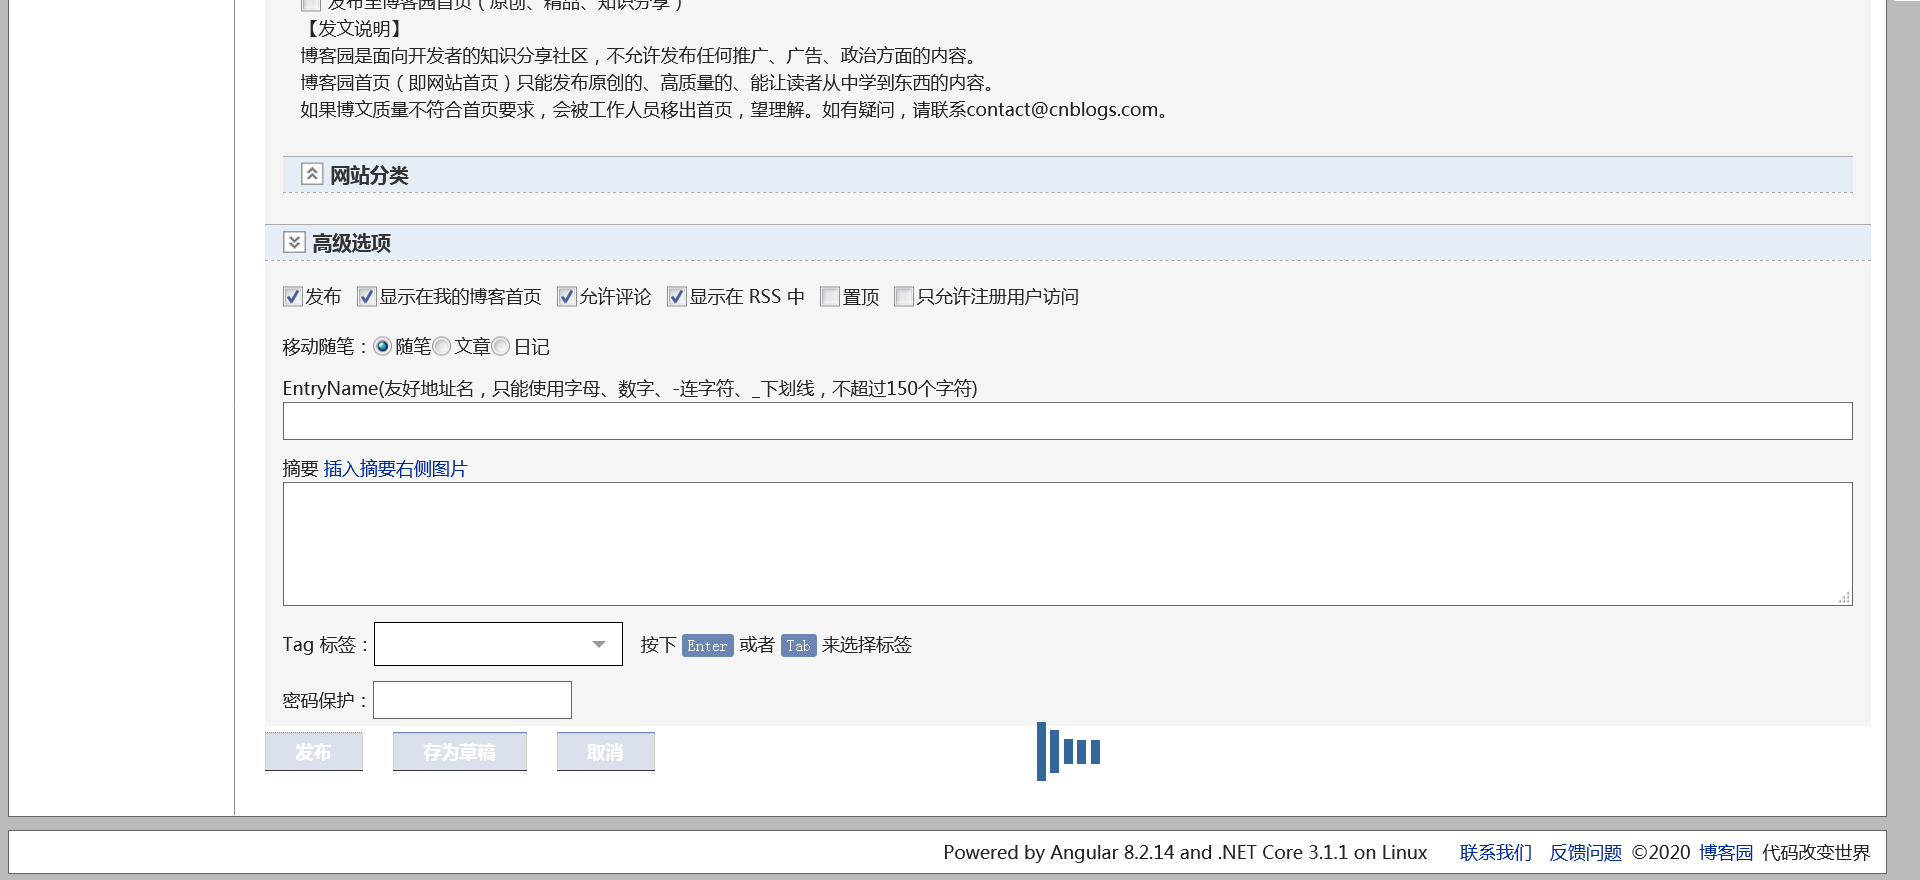 发布至博客园首页（原创、精品、知识分享）
【发文说明】
博客园是面向开发者的知识分享社区，不允许发布任何推广、广告、政治方面的内容。
博客园首页（即网站首页）只能发布原创的、高质量的、能让读者从中学到东西的内容。
如果博文质量不符合首页要求，会被工作人员移出首页，望理解。如有疑问，请联系contact@cnblogs.com。
网站分类
高级选项
发布 显示在我的博客首页 允许评论 显示在 RSS 中 置顶 只允许注册用户访问
移动随笔：随笔 文章 日记
EntryName(友好地址名，只能使用字母、数字、-连字符、_下划线，不超过150个字符)
摘要 插入摘要右侧图片
Tag 标签： 按下 Enter 或者 Tab 来选择标签
密码保护：
发布 存为草稿 取消
Powered by Angular 8.2.14 and .NET Core 3.1.1 on Linux 联系我们 反馈问题 ©2020 博客园 代码改变世界